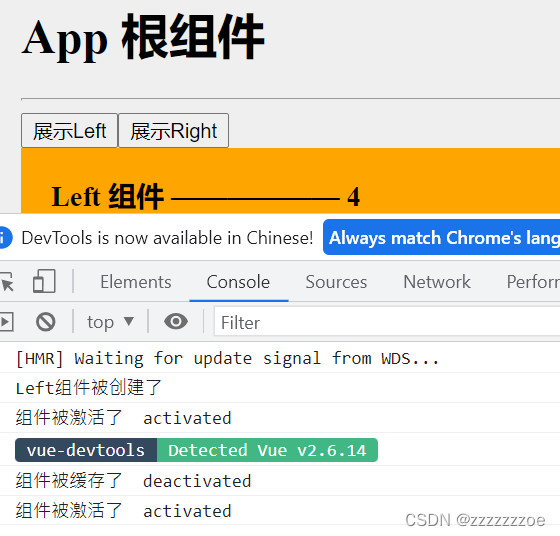 App 根组件
展示Left 展示Right
Left 组件 —————— 4
DevTools is now available in Chinese! Always match Chrome's lang
Elements Console Sources Network Perforn
top ▼ Filter
[HMR] Waiting for update signal from WDS...
Left组件被创建了
组件被激活了 activated
vue-devtools Detected Vue v2.6.14
组件被缓存了 deactivated
组件被激活了 activated
CSDN @zzzzzzzoe